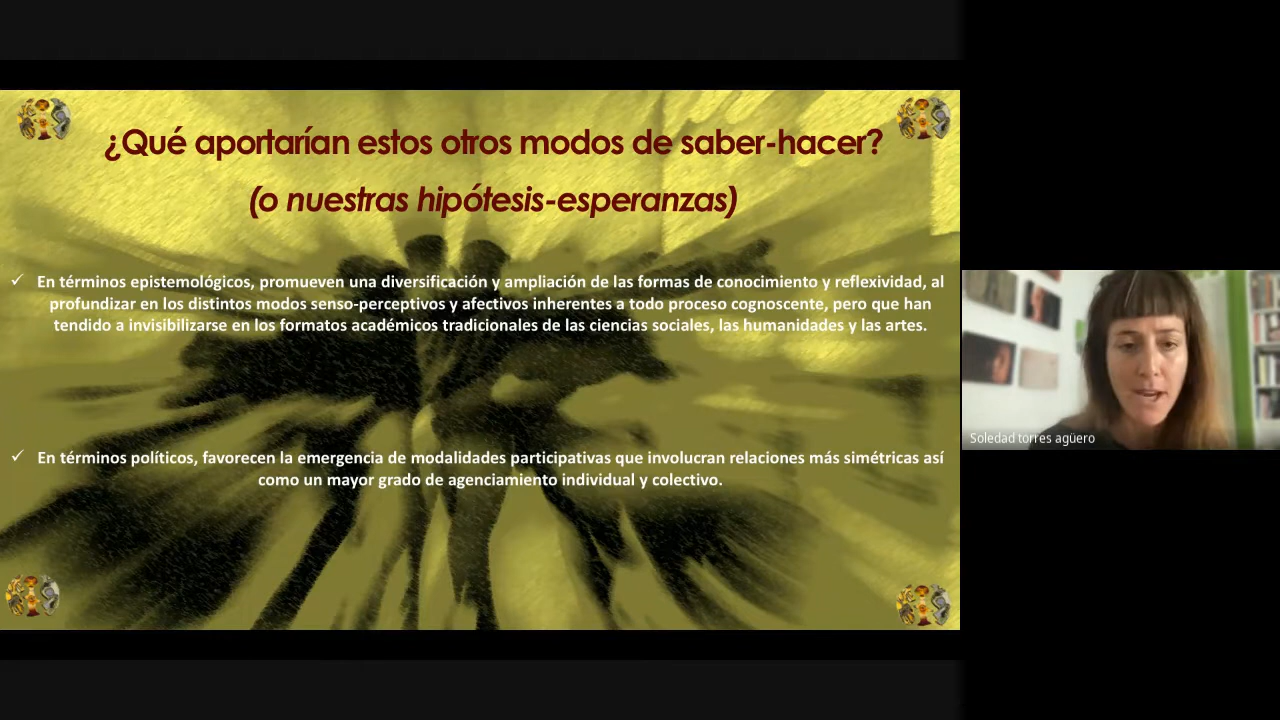 ¿Qué aportarían estos otros modos de saber-hacer?
(o nuestras hipótesis-esperanzas)
✓ En términos epistemológicos, promueven una diversificación y ampliación de las formas de conocimiento y reflexividad, al
profundizar en los distintos modos senso-perceptivos y afectivos inherentes a todo proceso cognoscente, pero que han
tendido a invisibilizarse en los formatos académicos tradicionales de las ciencias sociales, las humanidades y las artes.
✓ En términos políticos, favorecen la emergencia de modalidades participativas que involucran relaciones más simétricas así
como un mayor grado de agenciamiento individual y colectivo.
Soledad torres agüero